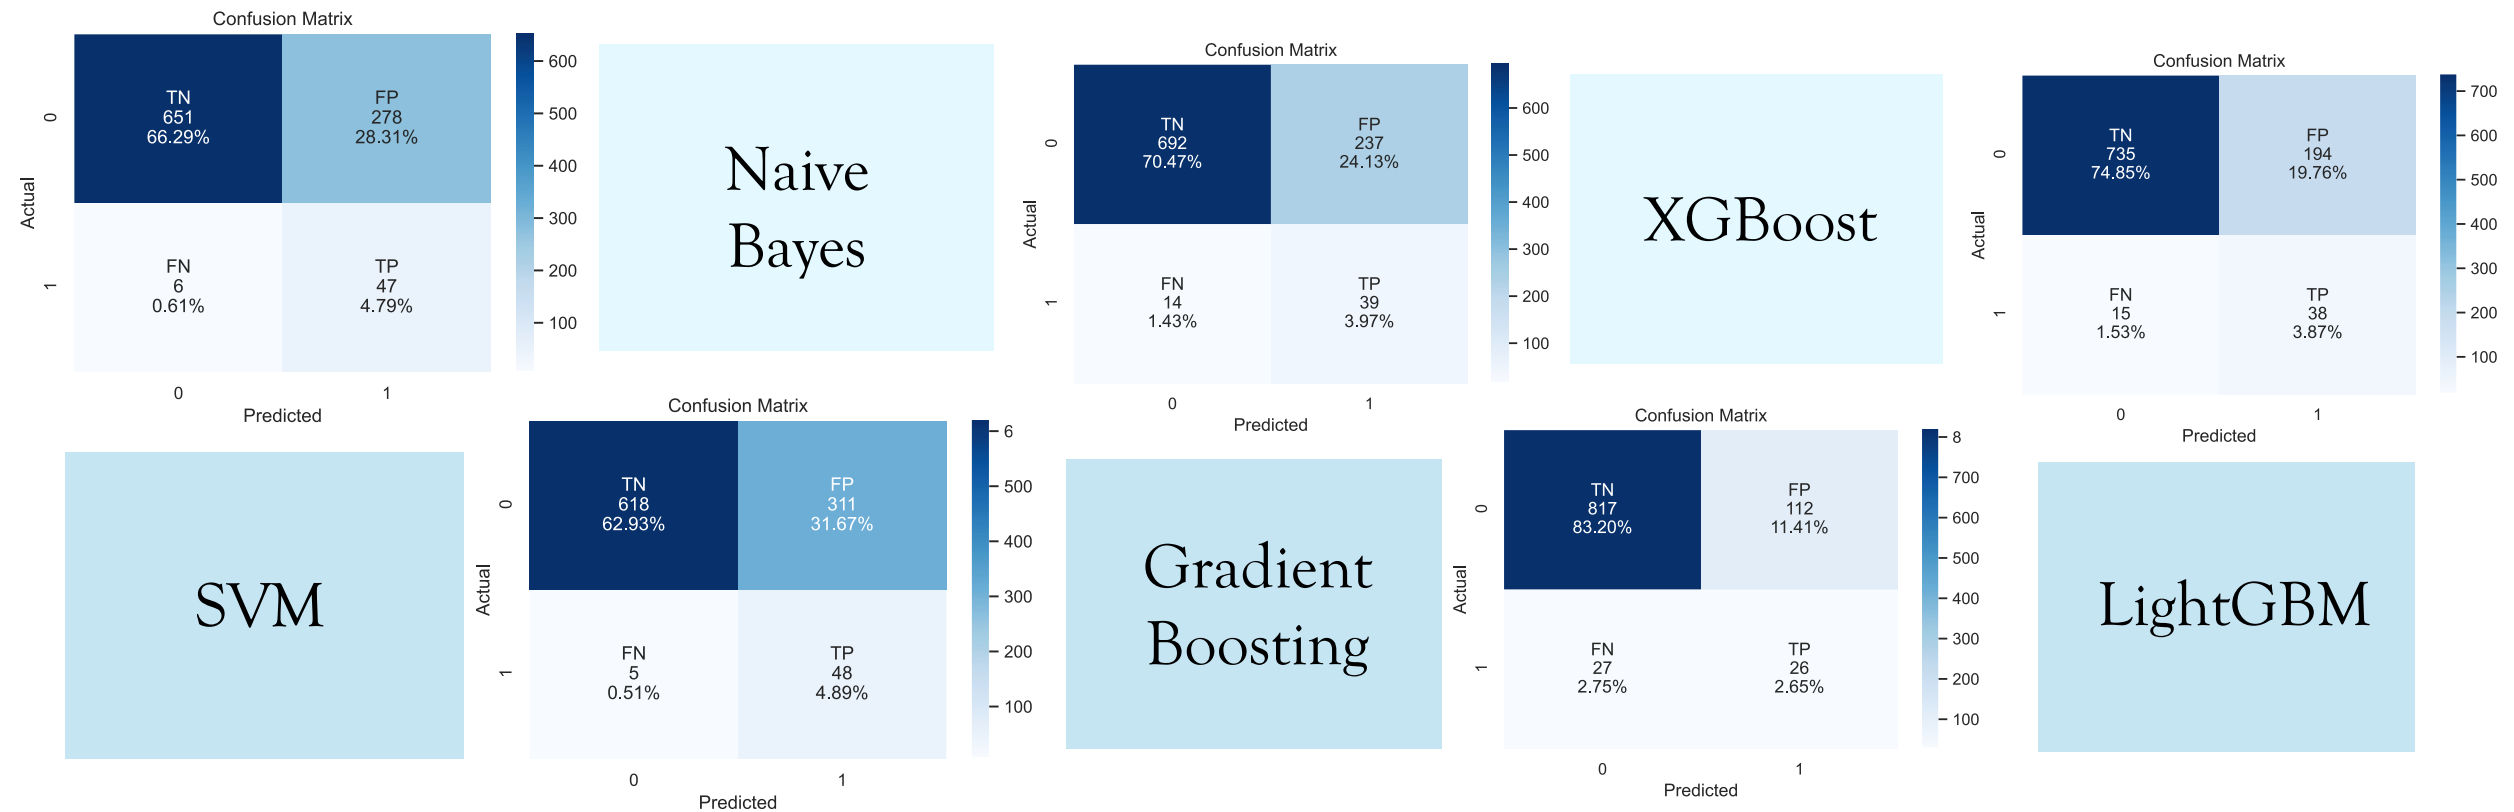 Confusion Matrix
TN
651
66.29%
FP
278
28.31%
FN
6
0.61%
TP
47
4.79%
0
1
Actual
0
1
Predicted
600
500
400
300
200
100
Naive
Bayes
Confusion Matrix
TN
692
70.47%
FP
237
24.13%
FN
14
1.43%
TP
39
3.97%
0
1
Actual
0
1
Predicted
600
500
400
300
200
100
XGBoost
Confusion Matrix
TN
735
74.85%
FP
194
19.76%
FN
15
1.53%
TP
38
3.87%
0
1
Actual
0
1
Predicted
700
600
500
400
300
200
100
SVM
Confusion Matrix
TN
618
62.93%
FP
311
31.67%
FN
5
0.51%
TP
48
4.89%
0
1
Actual
0
1
Predicted
6
500
400
300
200
100
Gradient
Boosting
Confusion Matrix
TN
817
83.20%
FP
112
11.41%
FN
27
2.75%
TP
26
2.65%
0
1
Actual
0
1
Predicted
8
700
600
500
400
300
200
100
LightGBM